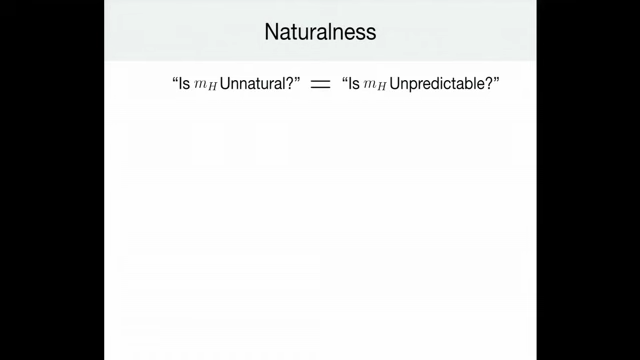 Naturalness
“Is m_H Unnatural?” = “Is m_H Unpredictable?”